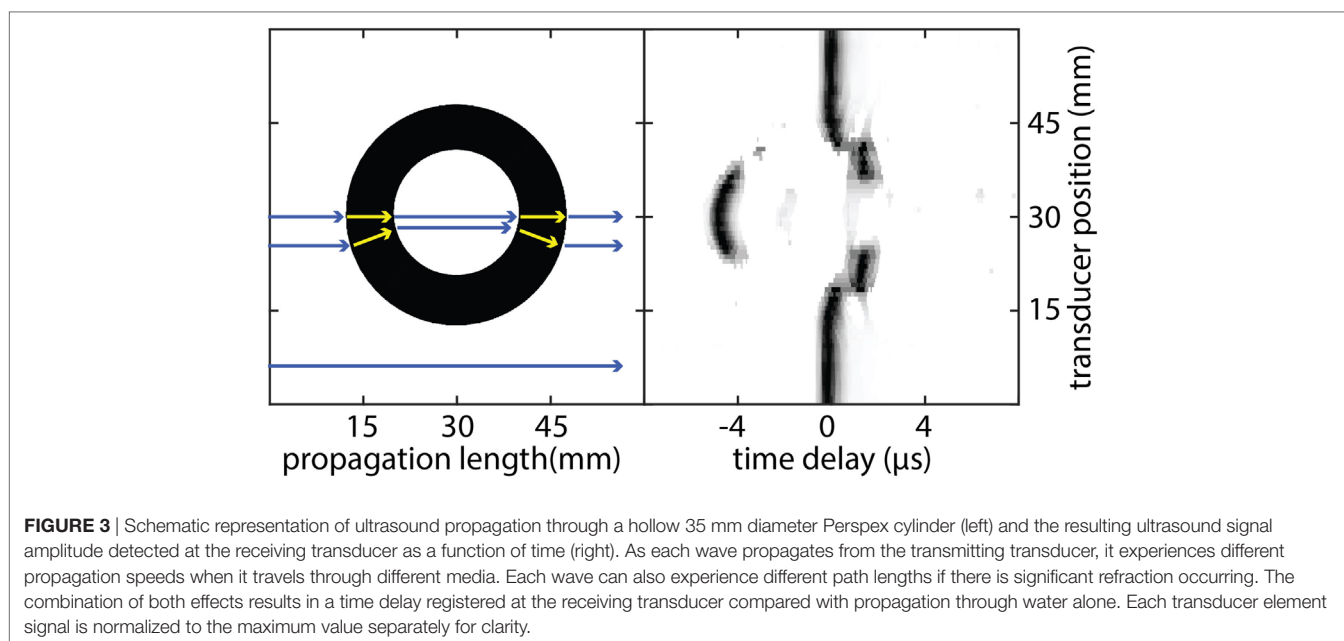 45
30
15
transducer position (mm)
15 30 45
propagation length(mm)
-4 0 4
time delay (µs)
FIGURE 3 | Schematic representation of ultrasound propagation through a hollow 35 mm diameter Perspex cylinder (left) and the resulting ultrasound signal
amplitude detected at the receiving transducer as a function of time (right). As each wave propagates from the transmitting transducer, it experiences different
propagation speeds when it travels through different media. Each wave can also experience different path lengths if there is significant refraction occurring. The
combination of both effects results in a time delay registered at the receiving transducer compared with propagation through water alone. Each transducer element
signal is normalized to the maximum value separately for clarity.